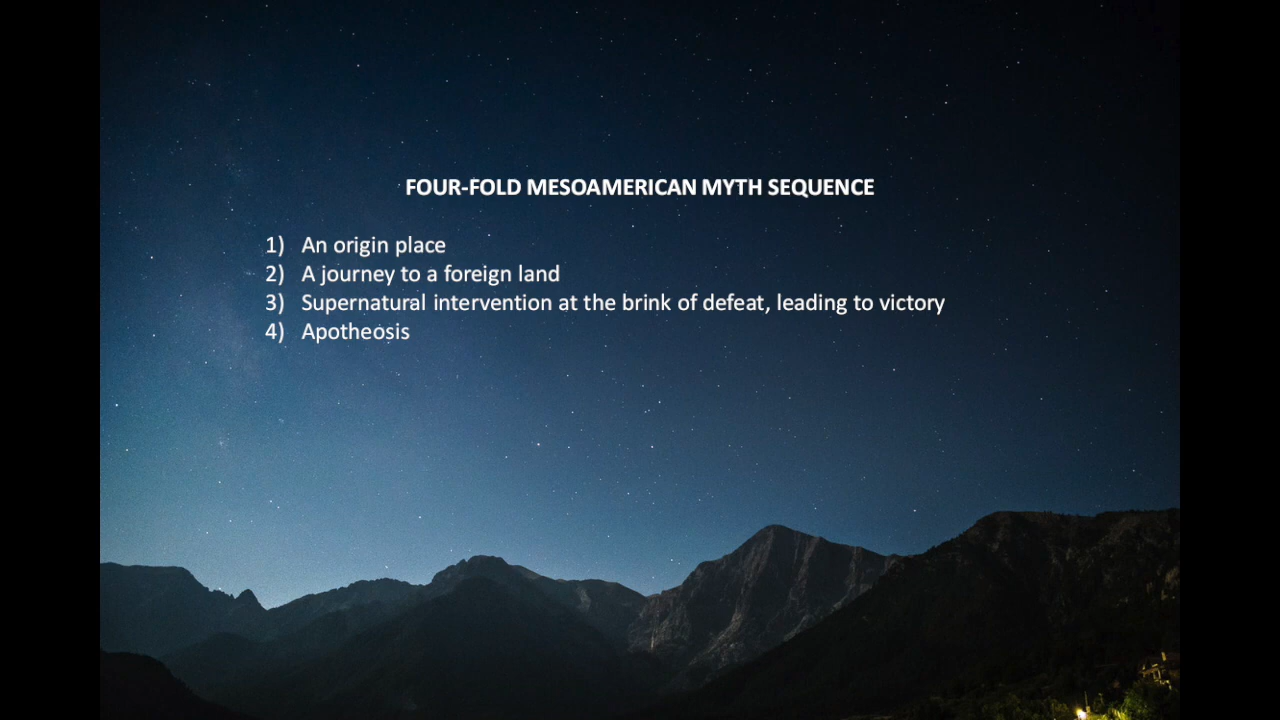 FOUR-FOLD MESOAMERICAN MYTH SEQUENCE
1) An origin place
2) A journey to a foreign land
3) Supernatural intervention at the brink of defeat, leading to victory
4) Apotheosis